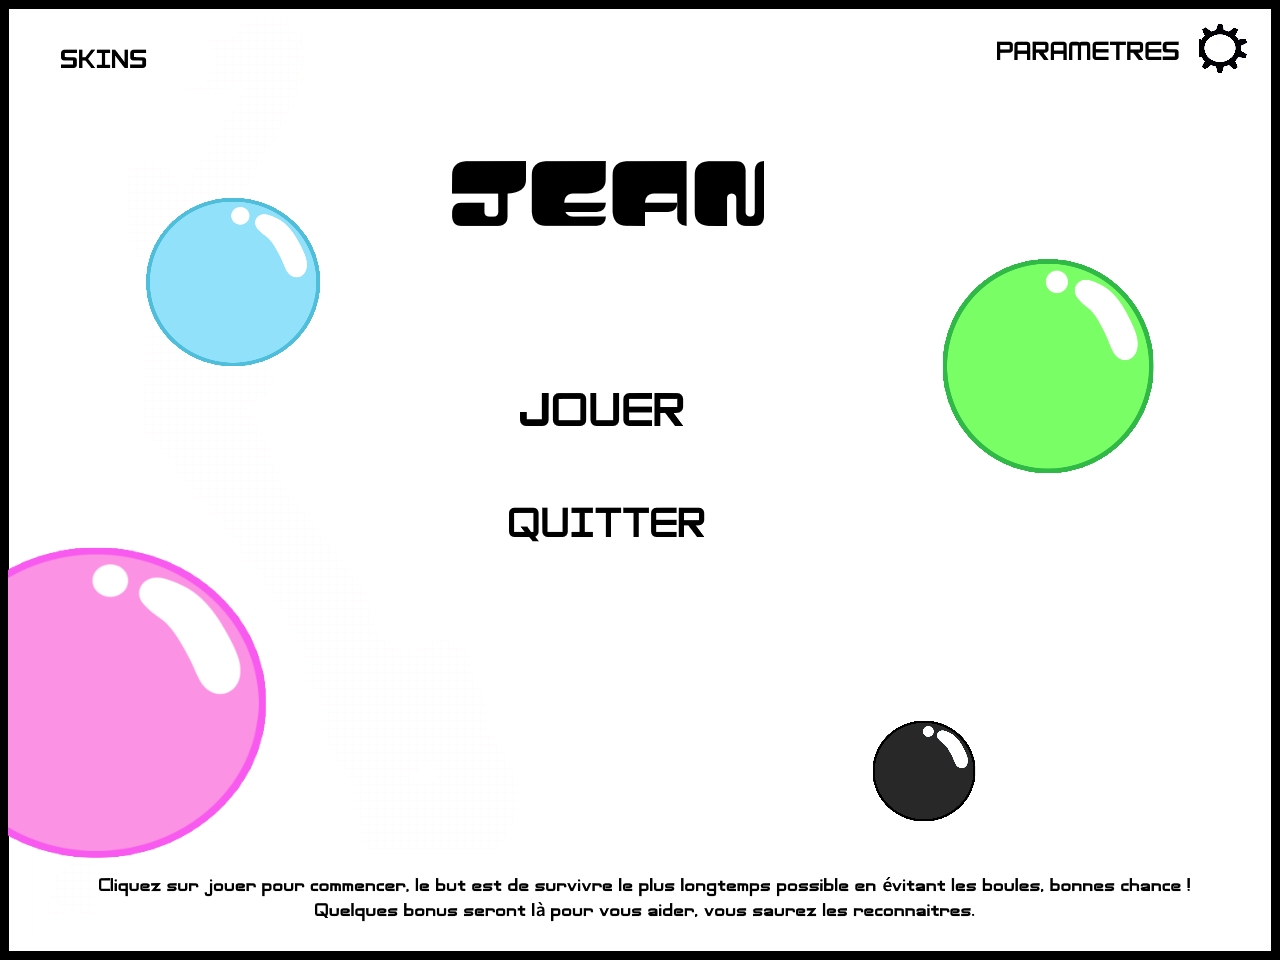 SKINS
PARAMETRES
JEAN
JOUER
QUITTER
Cliquez sur jouer pour commencer, le but est de survivre le plus longtemps possible en évitant les boules, bonnes chance !
Quelques bonus seront là pour vous aider, vous saurez les reconnaitres.